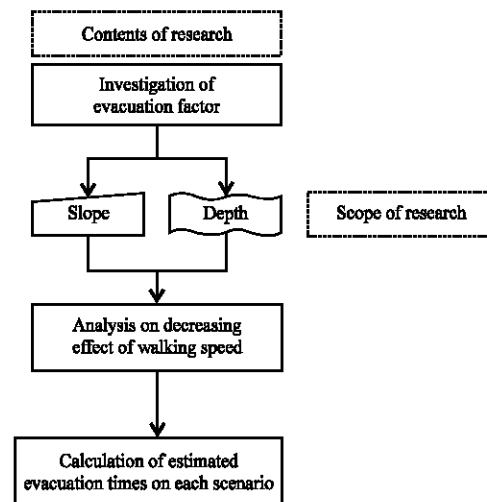 Contents of research
Investigation of
evacuation factor
Slope
Depth
Scope of research
Analysis on decreasing
effect of walking speed
Calculation of estimated
evacuation times on each scenario